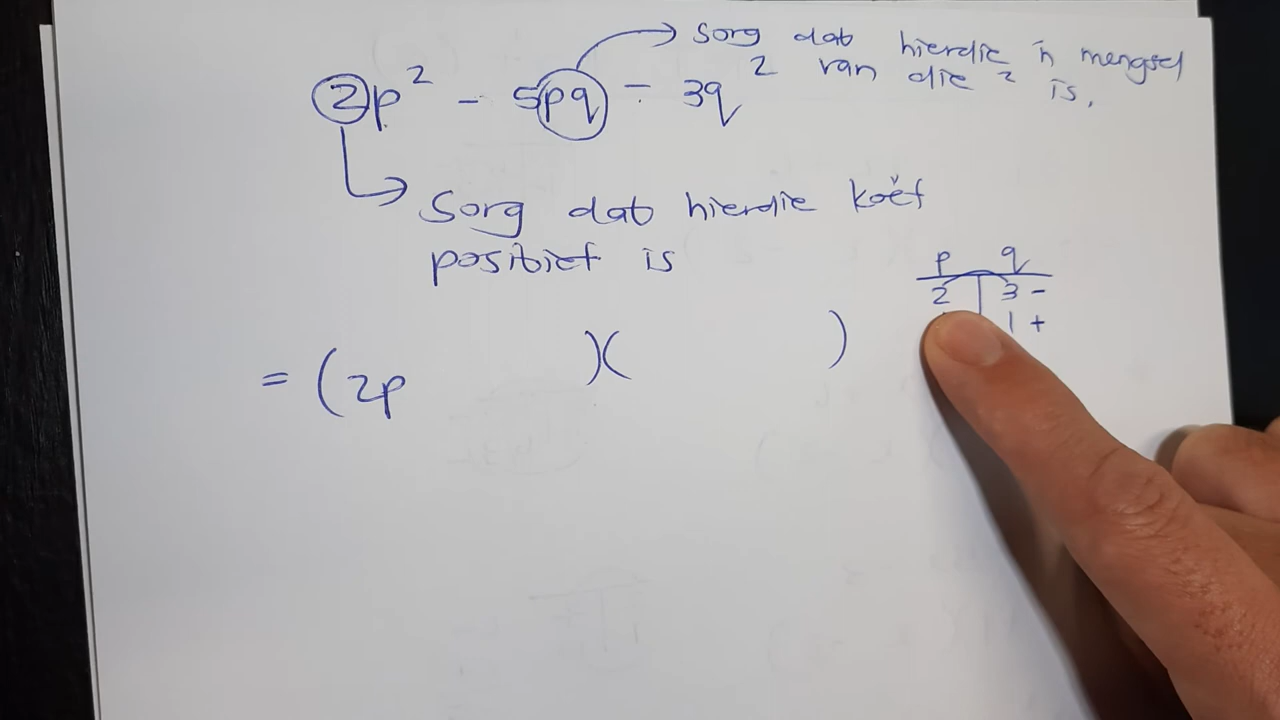 2p² - 5pq - 3q²
sorg dat hierdie 'n mengsel
van die 2 is.
Sorg dat hierdie koëf
positief is
p q
2 3 -
1 +
= (2p )( )